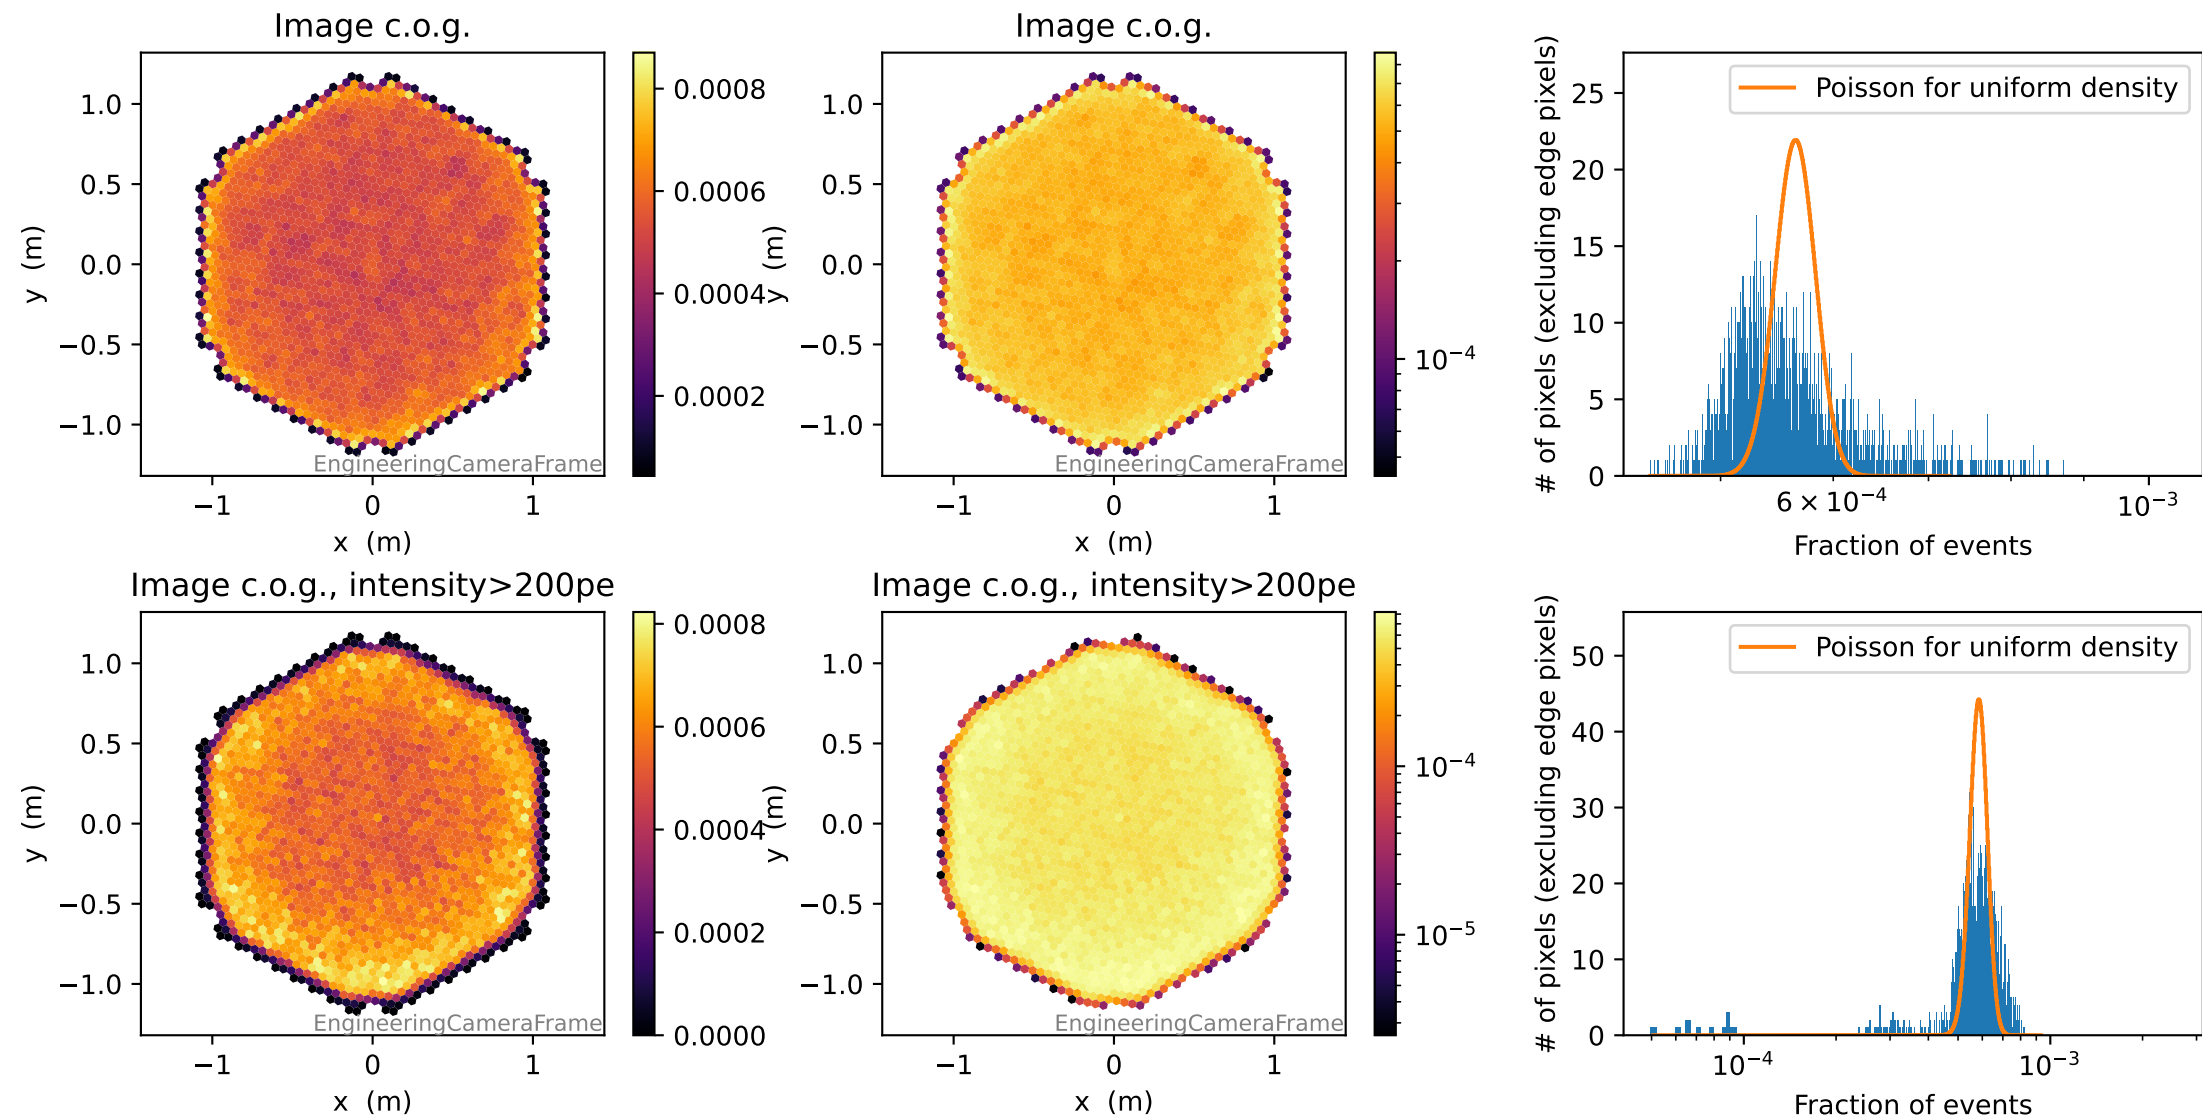 Image c.o.g.
1.0
0.5
0.0
−0.5
−1.0
y (m)
−1
0
1
x (m)
EngineeringCameraFrame
0.0008
0.0006
0.0004
0.0002
Image c.o.g.
1.0
0.5
0.0
−0.5
−1.0
y (m)
−1
0
1
x (m)
EngineeringCameraFrame
10⁻⁴
# of pixels (excluding edge pixels)
25
20
15
10
5
0
Poisson for uniform density
6 × 10⁻⁴
10⁻³
Fraction of events
Image c.o.g., intensity>200pe
1.0
0.5
0.0
−0.5
−1.0
y (m)
−1
0
1
x (m)
EngineeringCameraFrame
0.0008
0.0006
0.0004
0.0002
0.0000
Image c.o.g., intensity>200pe
1.0
0.5
0.0
−0.5
−1.0
y (m)
−1
0
1
x (m)
EngineeringCameraFrame
10⁻⁴
10⁻⁵
# of pixels (excluding edge pixels)
50
40
30
20
10
0
Poisson for uniform density
10⁻⁴
10⁻³
Fraction of events